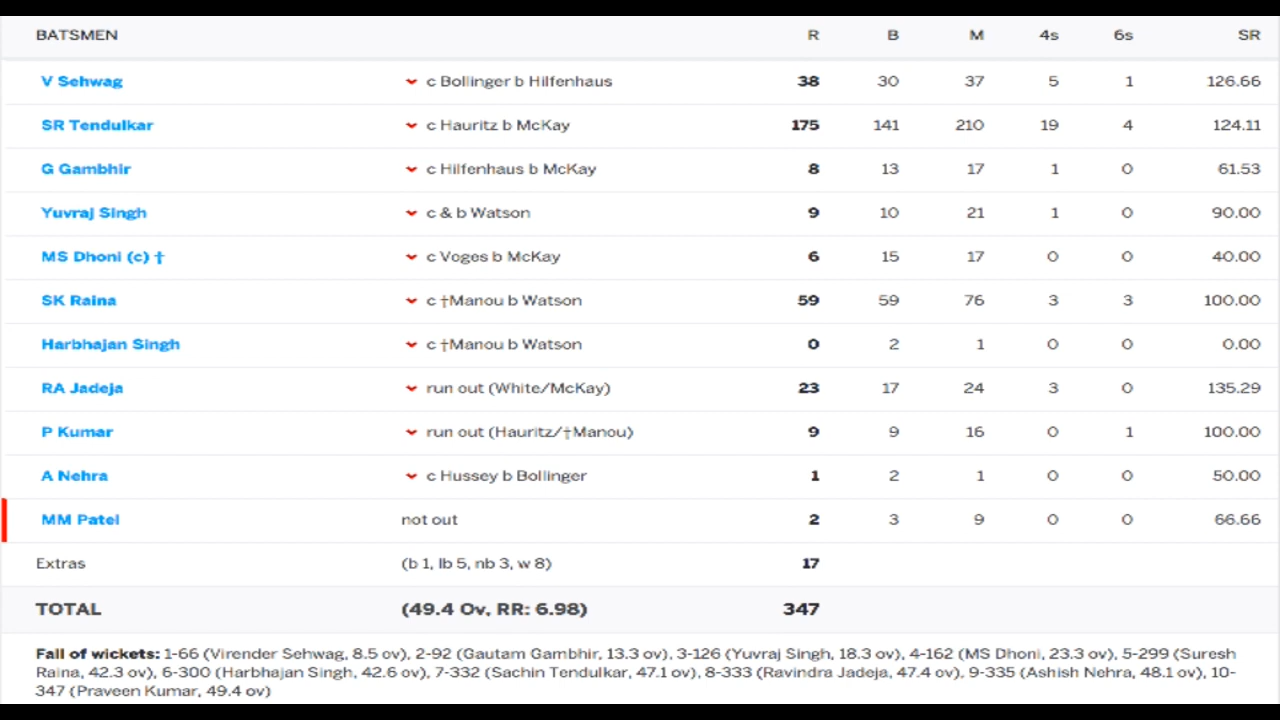 BATSMEN R B M 4s 6s SR
V Sehwag c Bollinger b Hilfenhaus 38 30 37 5 1 126.66
SR Tendulkar c Hauritz b McKay 175 141 210 19 4 124.11
G Gambhir c Hilfenhaus b McKay 8 13 17 1 0 61.53
Yuvraj Singh c & b Watson 9 10 21 1 0 90.00
MS Dhoni (c) † c Voges b McKay 6 15 17 0 0 40.00
SK Raina c †Manou b Watson 59 59 76 3 3 100.00
Harbhajan Singh c †Manou b Watson 0 2 1 0 0 0.00
RA Jadeja run out (White/McKay) 23 17 24 3 0 135.29
P Kumar run out (Hauritz/†Manou) 9 9 16 0 1 100.00
A Nehra c Hussey b Bollinger 1 2 1 0 0 50.00
MM Patel not out 2 3 9 0 0 66.66
Extras (b 1, lb 5, nb 3, w 8) 17
TOTAL (49.4 Ov, RR: 6.98) 347
Fall of wickets: 1-66 (Virender Sehwag, 8.5 ov), 2-92 (Gautam Gambhir, 13.3 ov), 3-126 (Yuvraj Singh, 18.3 ov), 4-162 (MS Dhoni, 23.3 ov), 5-299 (Suresh
Raina, 42.3 ov), 6-300 (Harbhajan Singh, 42.6 ov), 7-332 (Sachin Tendulkar, 47.1 ov), 8-333 (Ravindra Jadeja, 47.4 ov), 9-335 (Ashish Nehra, 48.1 ov), 10-
347 (Praveen Kumar, 49.4 ov)